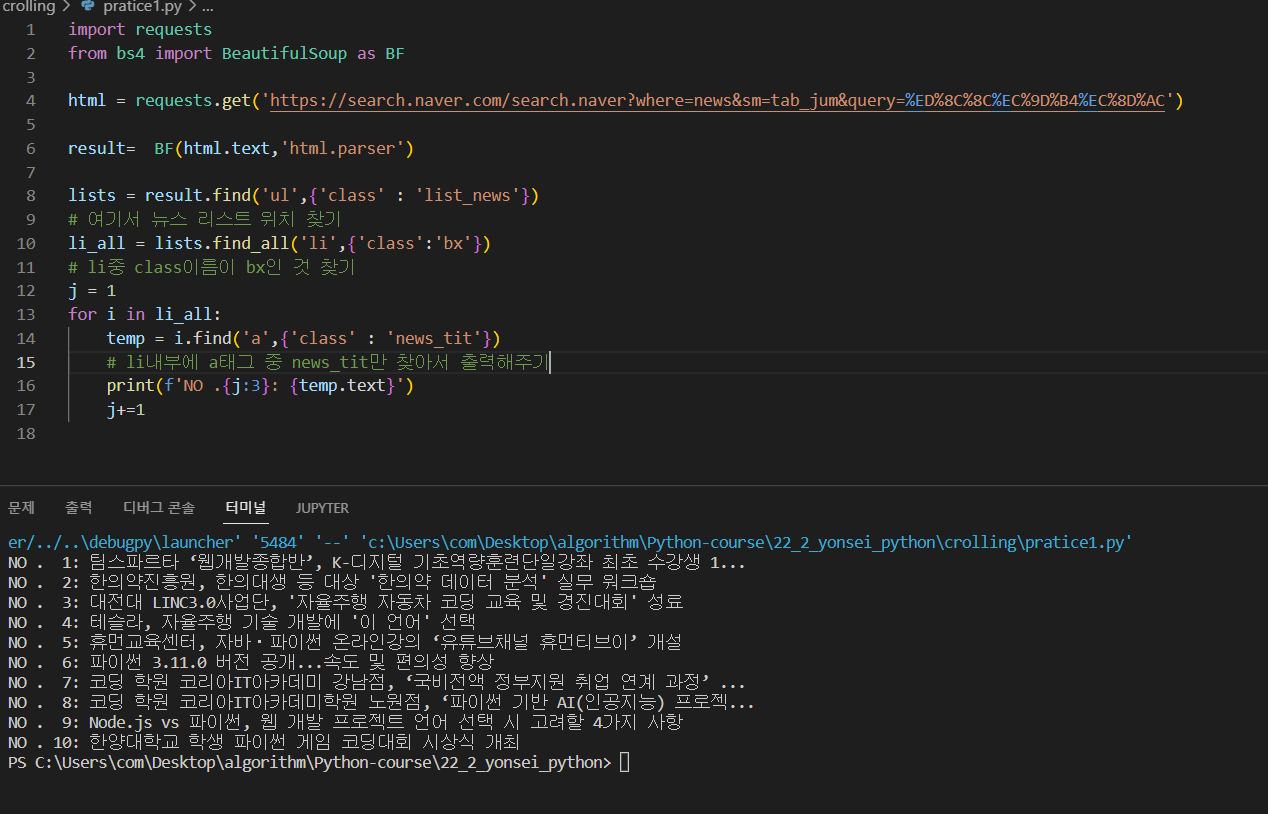 crolling > pratice1.py > ...
1 import requests
2 from bs4 import BeautifulSoup as BF
3
4 html = requests.get('https://search.naver.com/search.naver?where=news&sm=tab_jum&query=%ED%8C%8C%EC%9D%B4%EC%8D%AC')
5
6 result=  BF(html.text,'html.parser')
7
8 lists = result.find('ul',{'class' : 'list_news'})
9 # 여기서 뉴스 리스트 위치 찾기
10 li_all = lists.find_all('li',{'class':'bx'})
11 # li중 class이름이 bx인 것 찾기
12 j = 1
13 for i in li_all:
14     temp = i.find('a',{'class' : 'news_tit'})
15     # li내부에 a태그 중 news_tit만 찾아서 출력해주기
16     print(f'NO .{j:3}: {temp.text}')
17     j+=1
18
문제 출력 디버그 콘솔 터미널 JUPYTER
er/../..\debugpy\launcher' '5484' '--' 'c:\Users\com\Desktop\algorithm\Python-course\22_2_yonsei_python\crolling\pratice1.py'
NO .  1: 팀스파르타 ‘웹개발종합반’, K-디지털 기초역량훈련단일강좌 최초 수강생 1...
NO .  2: 한의약진흥원, 한의대생 등 대상 '한의약 데이터 분석' 실무 워크숍
NO .  3: 대전대 LINC3.0사업단, '자율주행 자동차 코딩 교육 및 경진대회' 성료
NO .  4: 테슬라, 자율주행 기술 개발에 '이 언어' 선택
NO .  5: 휴먼교육센터, 자바·파이썬 온라인강의 ‘유튜브채널 휴먼티브이’ 개설
NO .  6: 파이썬 3.11.0 버전 공개...속도 및 편의성 향상
NO .  7: 코딩 학원 코리아IT아카데미 강남점, ‘국비전액 정부지원 취업 연계 과정’ ...
NO .  8: 코딩 학원 코리아IT아카데미학원 노원점, ‘파이썬 기반 AI(인공지능) 프로젝...
NO .  9: Node.js vs 파이썬, 웹 개발 프로젝트 언어 선택 시 고려할 4가지 사항
NO . 10: 한양대학교 학생 파이썬 게임 코딩대회 시상식 개최
PS C:\Users\com\Desktop\algorithm\Python-course\22_2_yonsei_python>